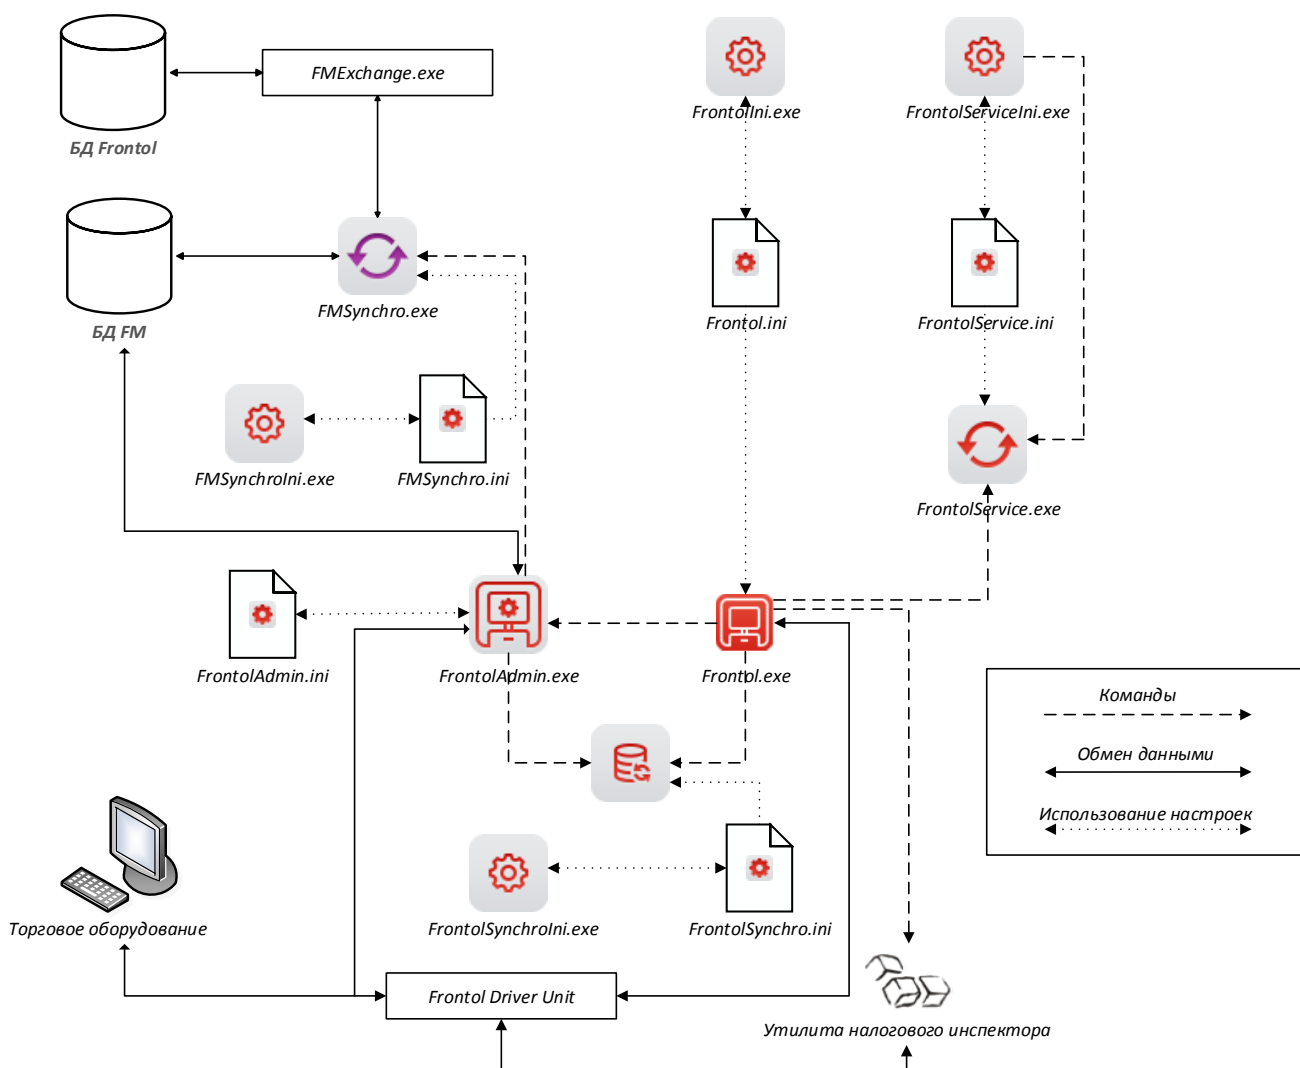 FMExchange.exe
FrontolIni.exe
FrontolServiceIni.exe
БД Frontol
БД FM
FMSynchro.exe
Frontol.ini
FrontolService.ini
FMSynchroIni.exe
FMSynchro.ini
FrontolService.exe
FrontolAdmin.ini
FrontolAdmin.exe
Frontol.exe
Команды
Обмен данными
Использование настроек
Торговое оборудование
FrontolSynchroIni.exe
FrontolSynchro.ini
Frontol Driver Unit
Утилита налогового инспектора